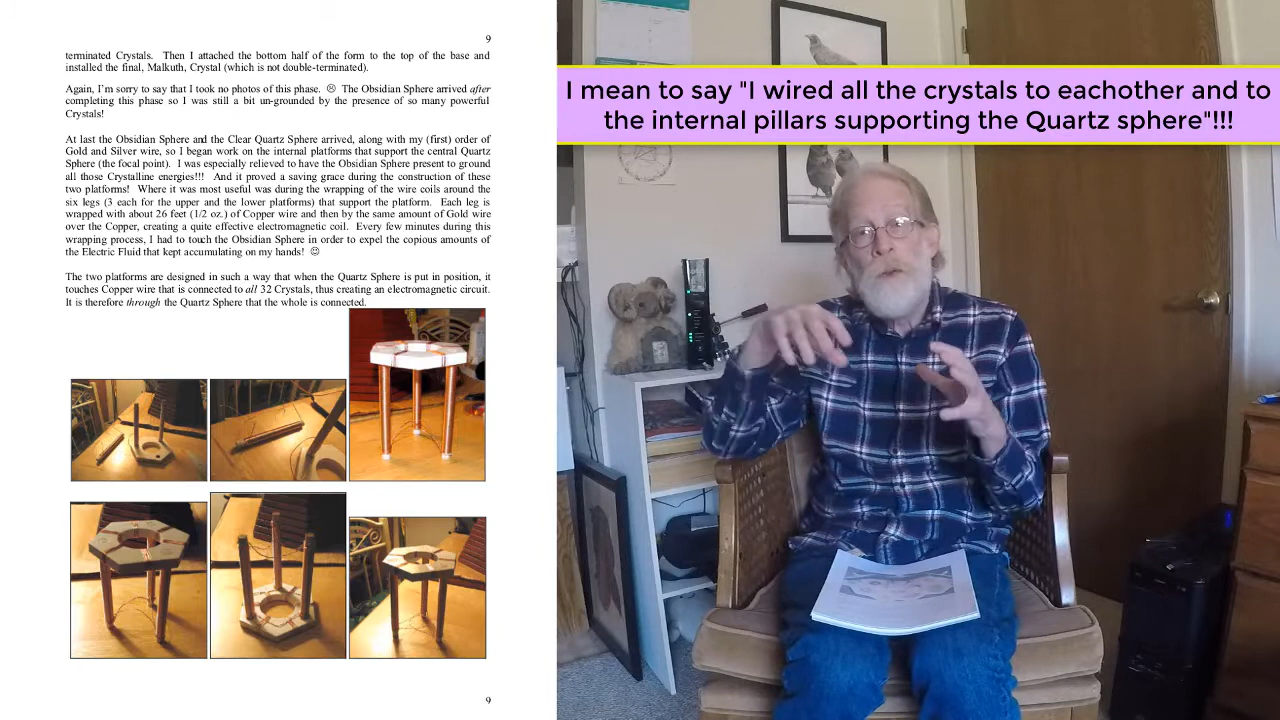 9
terminated Crystals. Then I attached the bottom half of the form to the top of the base and
installed the final, Malkuth, Crystal (which is not double-terminated).
Again, I'm sorry to say that I took no photos of this phase. ☹ The Obsidian Sphere arrived after
completing this phase so I was still a bit un-grounded by the presence of so many powerful
Crystals!
At last the Obsidian Sphere and the Clear Quartz Sphere arrived, along with my (first) order of
Gold and Silver wire, so I began work on the internal platforms that support the central Quartz
Sphere (the focal point). I was especially relieved to have the Obsidian Sphere present to ground
all those Crystalline energies!!! And it proved a saving grace during the construction of these
two platforms! Where it was most useful was during the wrapping of the wire coils around the
six legs (3 each for the upper and the lower platforms) that support the platform. Each leg is
wrapped with about 26 feet (1/2 oz.) of Copper wire and then by the same amount of Gold wire
over the Copper, creating a quite effective electromagnetic coil. Every few minutes during this
wrapping process, I had to touch the Obsidian Sphere in order to expel the copious amounts of
the Electric Fluid that kept accumulating on my hands! ☺
The two platforms are designed in such a way that when the Quartz Sphere is put in position, it
touches Copper wire that is connected to all 32 Crystals, thus creating an electromagnetic circuit.
It is therefore through the Quartz Sphere that the whole is connected.
9
I mean to say "I wired all the crystals to eachother and to
the internal pillars supporting the Quartz sphere"!!!